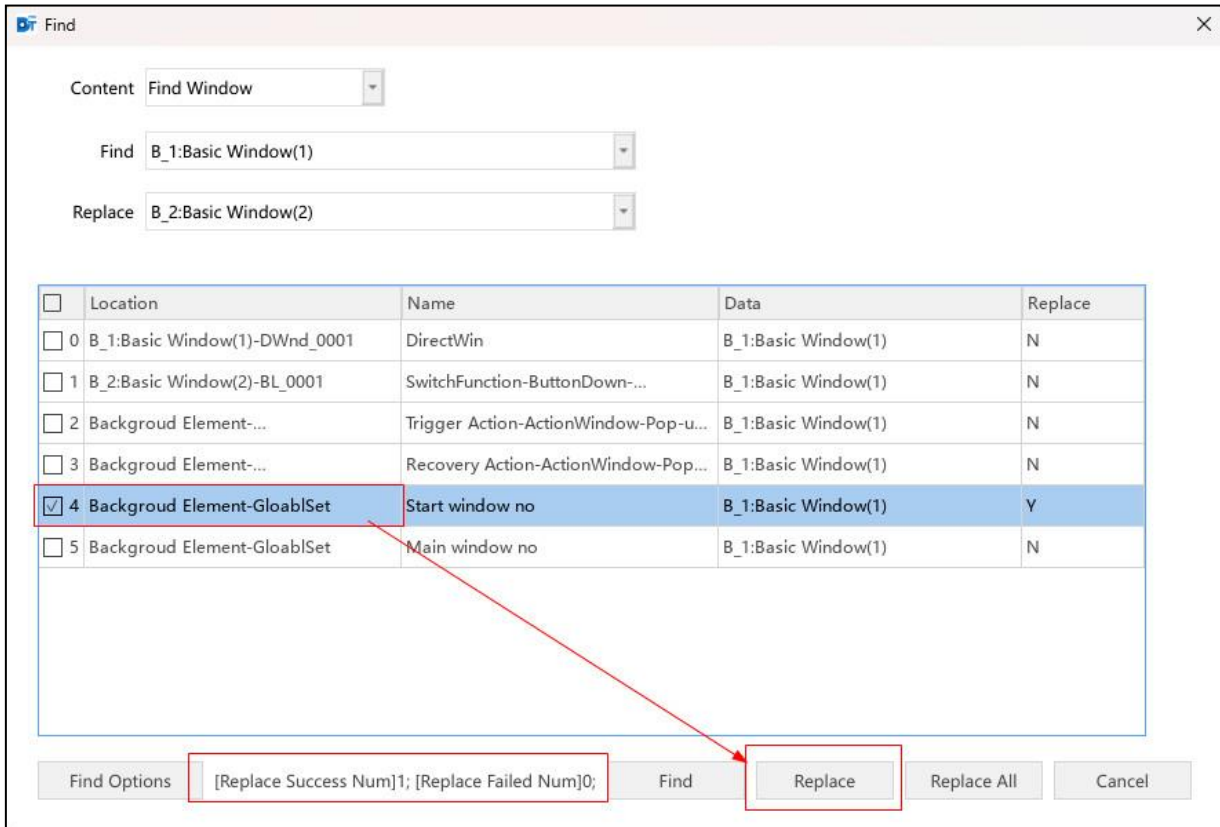 DT Find
Content Find Window
Find B_1:Basic Window(1)
Replace B_2:Basic Window(2)
Location Name Data Replace
0 B_1:Basic Window(1)-DWnd_0001 DirectWin B_1:Basic Window(1) N
1 B_2:Basic Window(2)-BL_0001 SwitchFunction-ButtonDown-... B_1:Basic Window(1) N
2 Backgroud Element-... Trigger Action-ActionWindow-Pop-u... B_1:Basic Window(1) N
3 Backgroud Element-... Recovery Action-ActionWindow-Pop... B_1:Basic Window(1) N
4 Backgroud Element-GloablSet Start window no B_1:Basic Window(1) Y
5 Backgroud Element-GloablSet Main window no B_1:Basic Window(1) N
Find Options [Replace Success Num]1; [Replace Failed Num]0; Find Replace Replace All Cancel